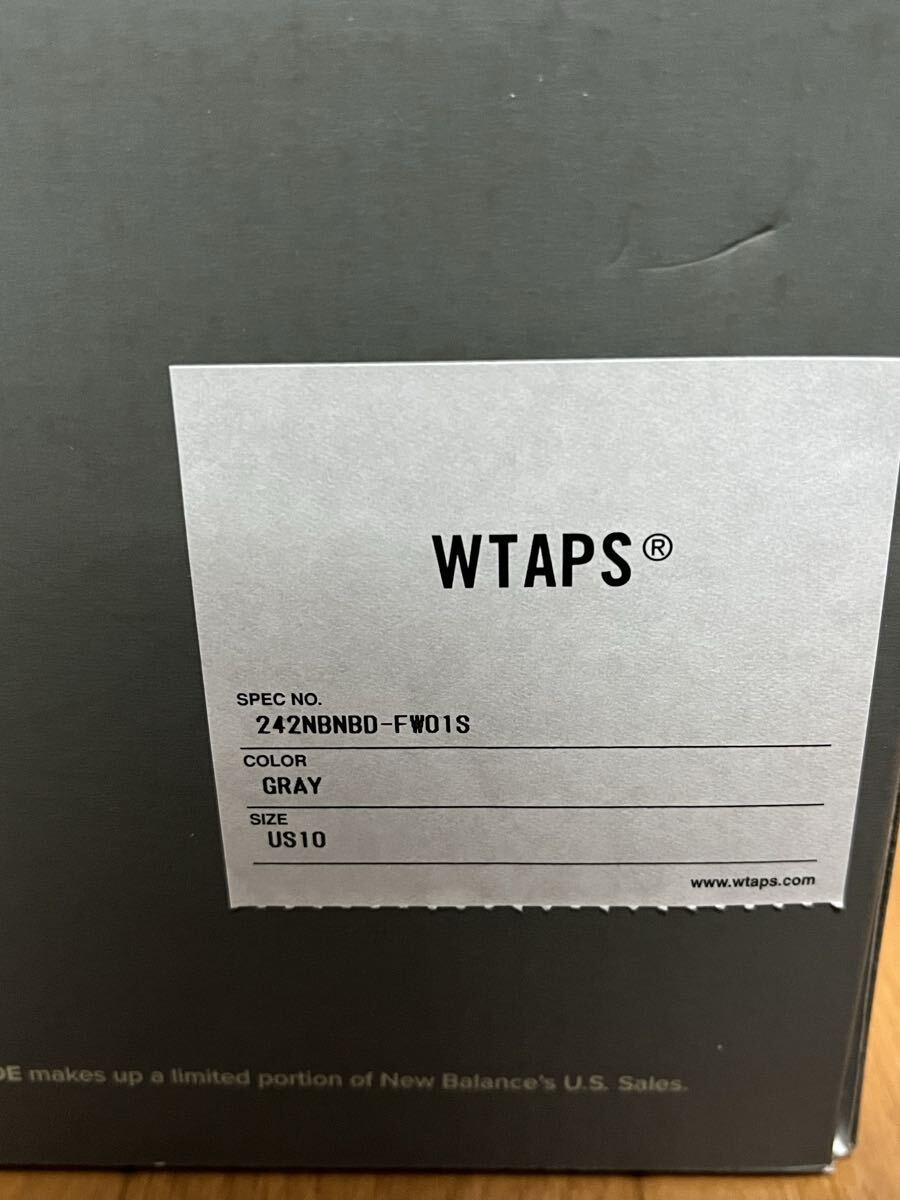 WTAPS®
SPEC NO.
242NBNBD-FW01S
COLOR
GRAY
SIZE
US10
www.wtaps.com
DE makes up a limited portion of New Balance's U.S. Sales.